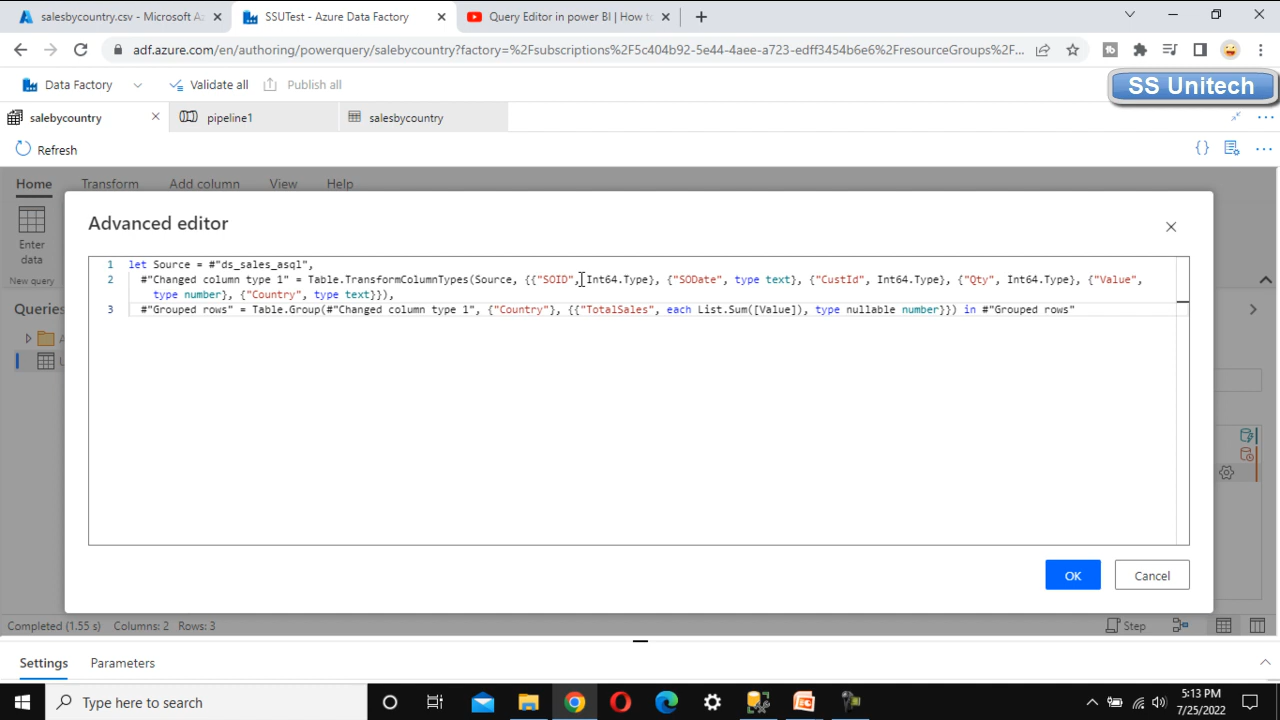 salesbycountry.csv - Microsoft Az
SSUTest - Azure Data Factory
Query Editor in power BI | How to
adf.azure.com/en/authoring/powerquery/salebycountry?factory=%2Fsubscriptions%2F5c404b92-5e44-4aee-a723-edff3454b6e6%2FresourceGroups%2F...
Data Factory
Validate all
Publish all
SS Unitech
salebycountry
pipeline1
salesbycountry
Refresh
Home
Transform
Add column
View
Help
Enter
data
New query
Queries
Advanced editor
1 let Source = #"ds_sales_asql",
2 #"Changed column type 1" = Table.TransformColumnTypes(Source, {{"SOID", Int64.Type}, {"SODate", type text}, {"CustId", Int64.Type}, {"Qty", Int64.Type}, {"Value",
type number}, {"Country", type text}}),
3 #"Grouped rows" = Table.Group(#"Changed column type 1", {"Country"}, {{"TotalSales", each List.Sum([Value]), type nullable number}}) in #"Grouped rows"
OK
Cancel
Completed (1.55 s)
Columns: 2
Rows: 3
Step
Settings
Parameters
Type here to search
5:13 PM
7/25/2022